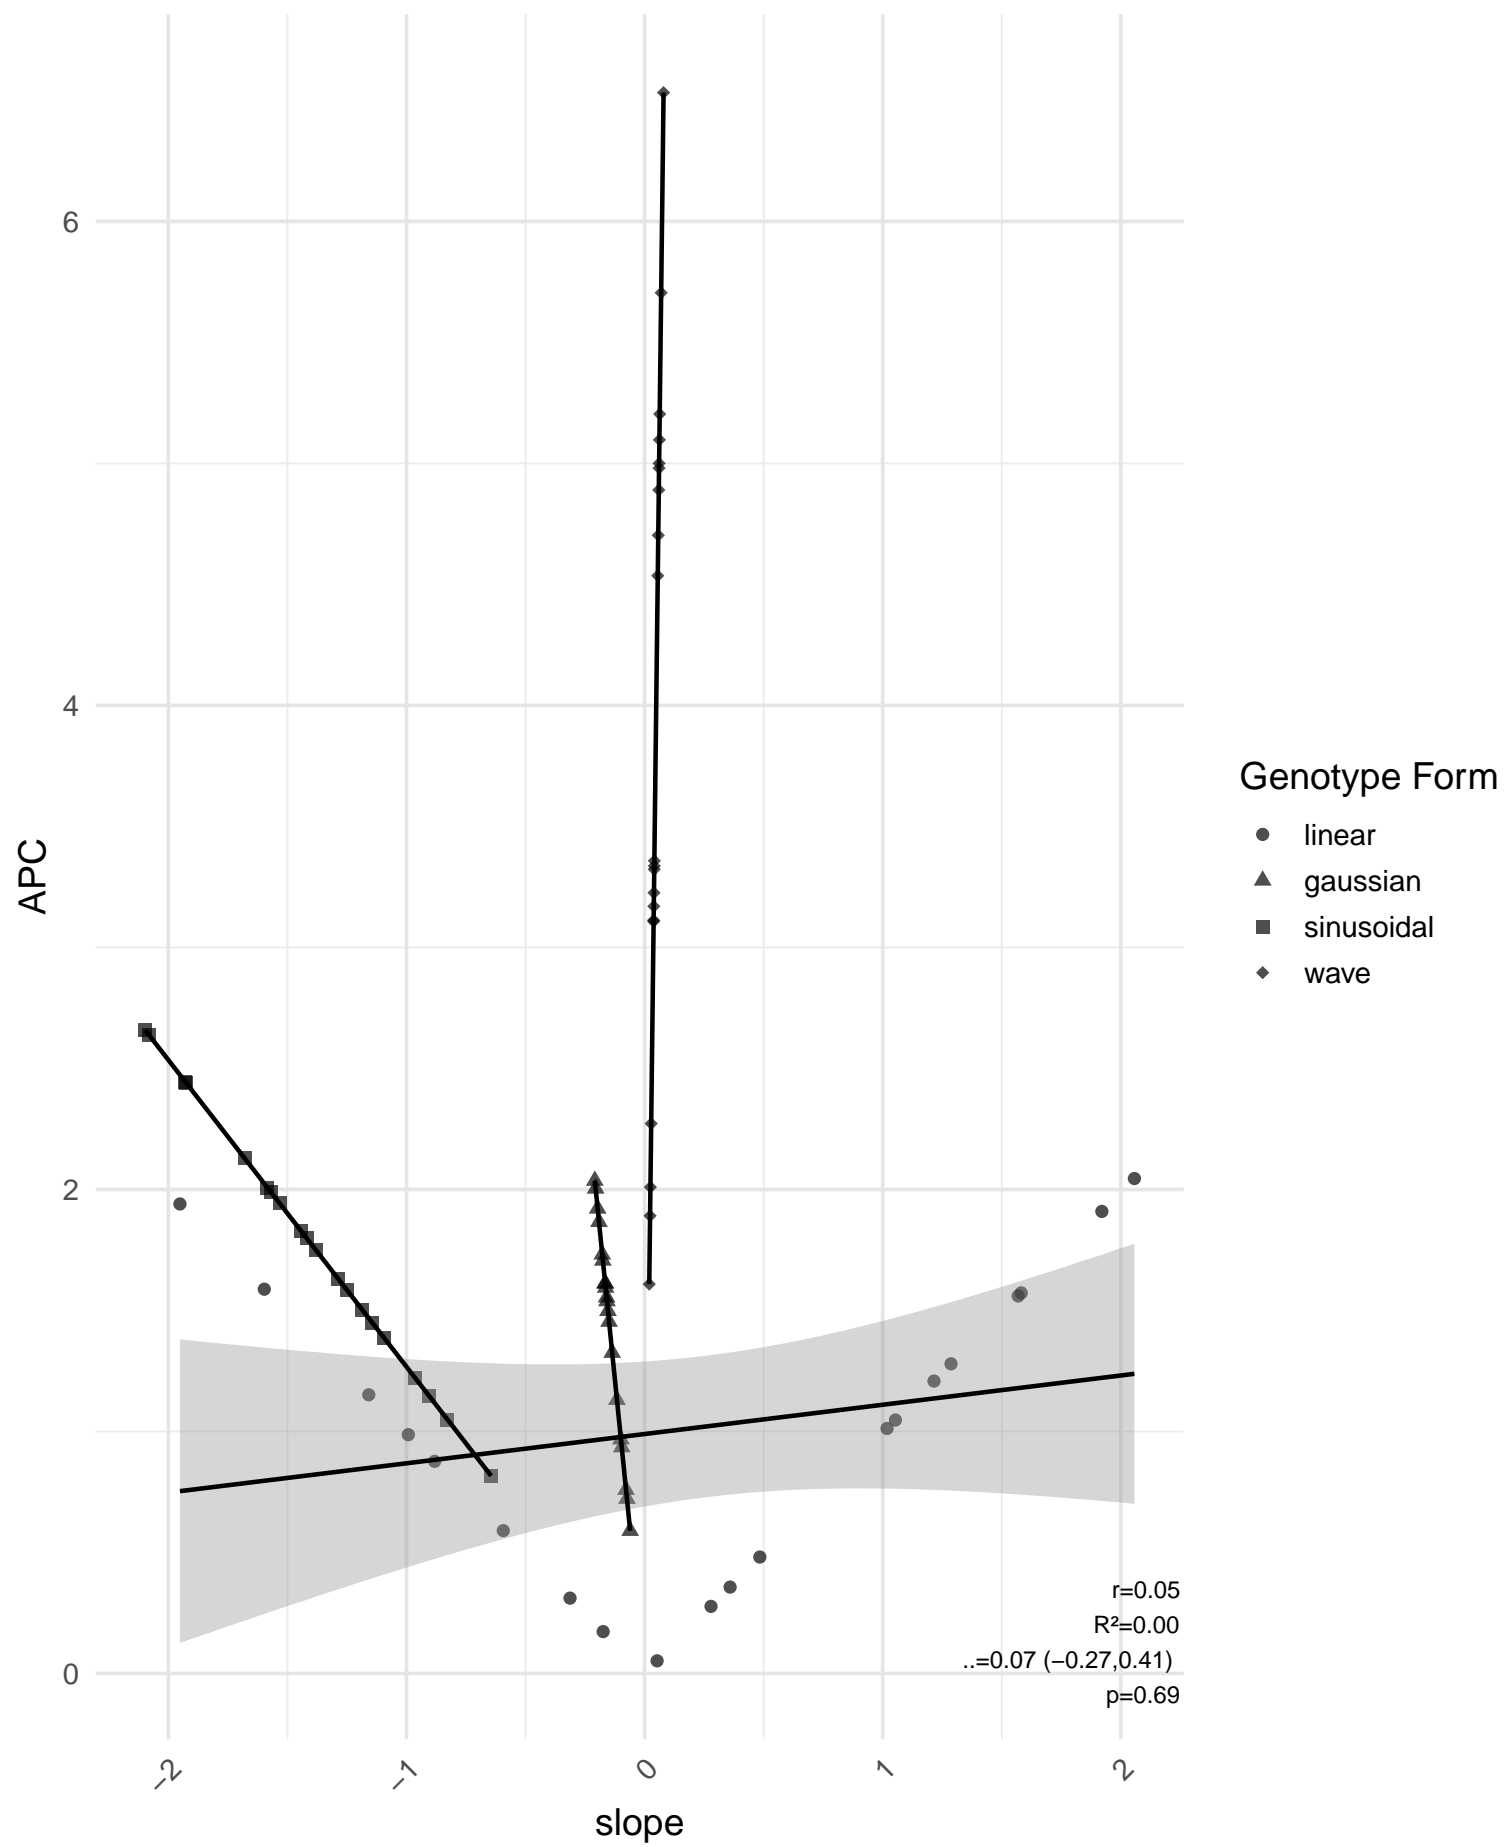 6
4
2
0
APC
−2
−1
0
1
2
slope
r=0.05
R²=0.00
..=0.07 (−0.27,0.41)
p=0.69
Genotype Form
linear
gaussian
sinusoidal
wave